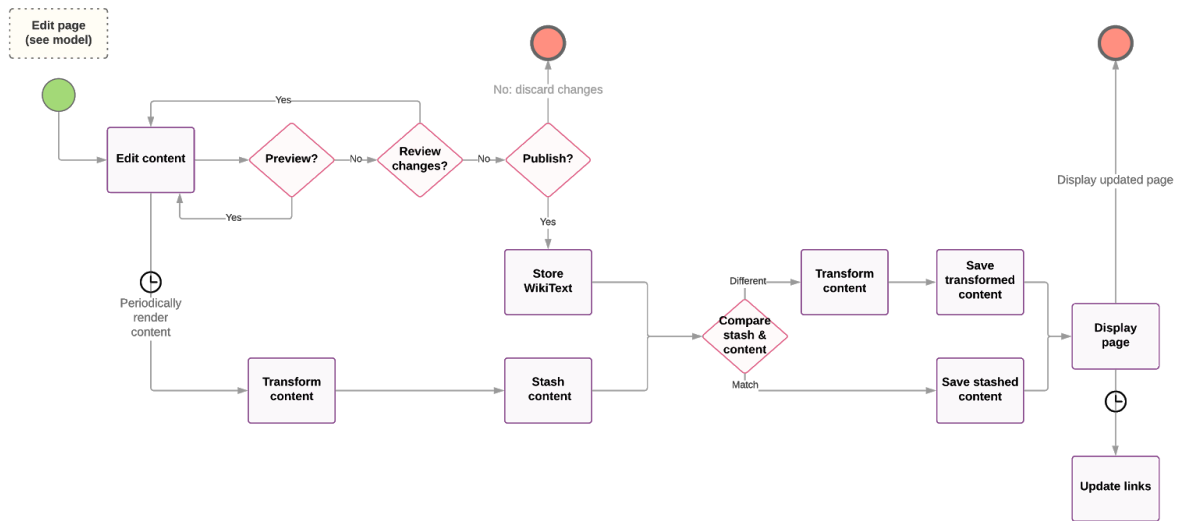 Edit page
(see model)
No: discard changes
Yes
Edit content
Preview?
No
Review
changes?
No
Publish?
Yes
Yes
Display updated page
Periodically
render
content
Store
WikiText
Different
Transform
content
Save
transformed
content
Compare
stash &
content
Display
page
Match
Transform
content
Stash
content
Save stashed
content
Update links